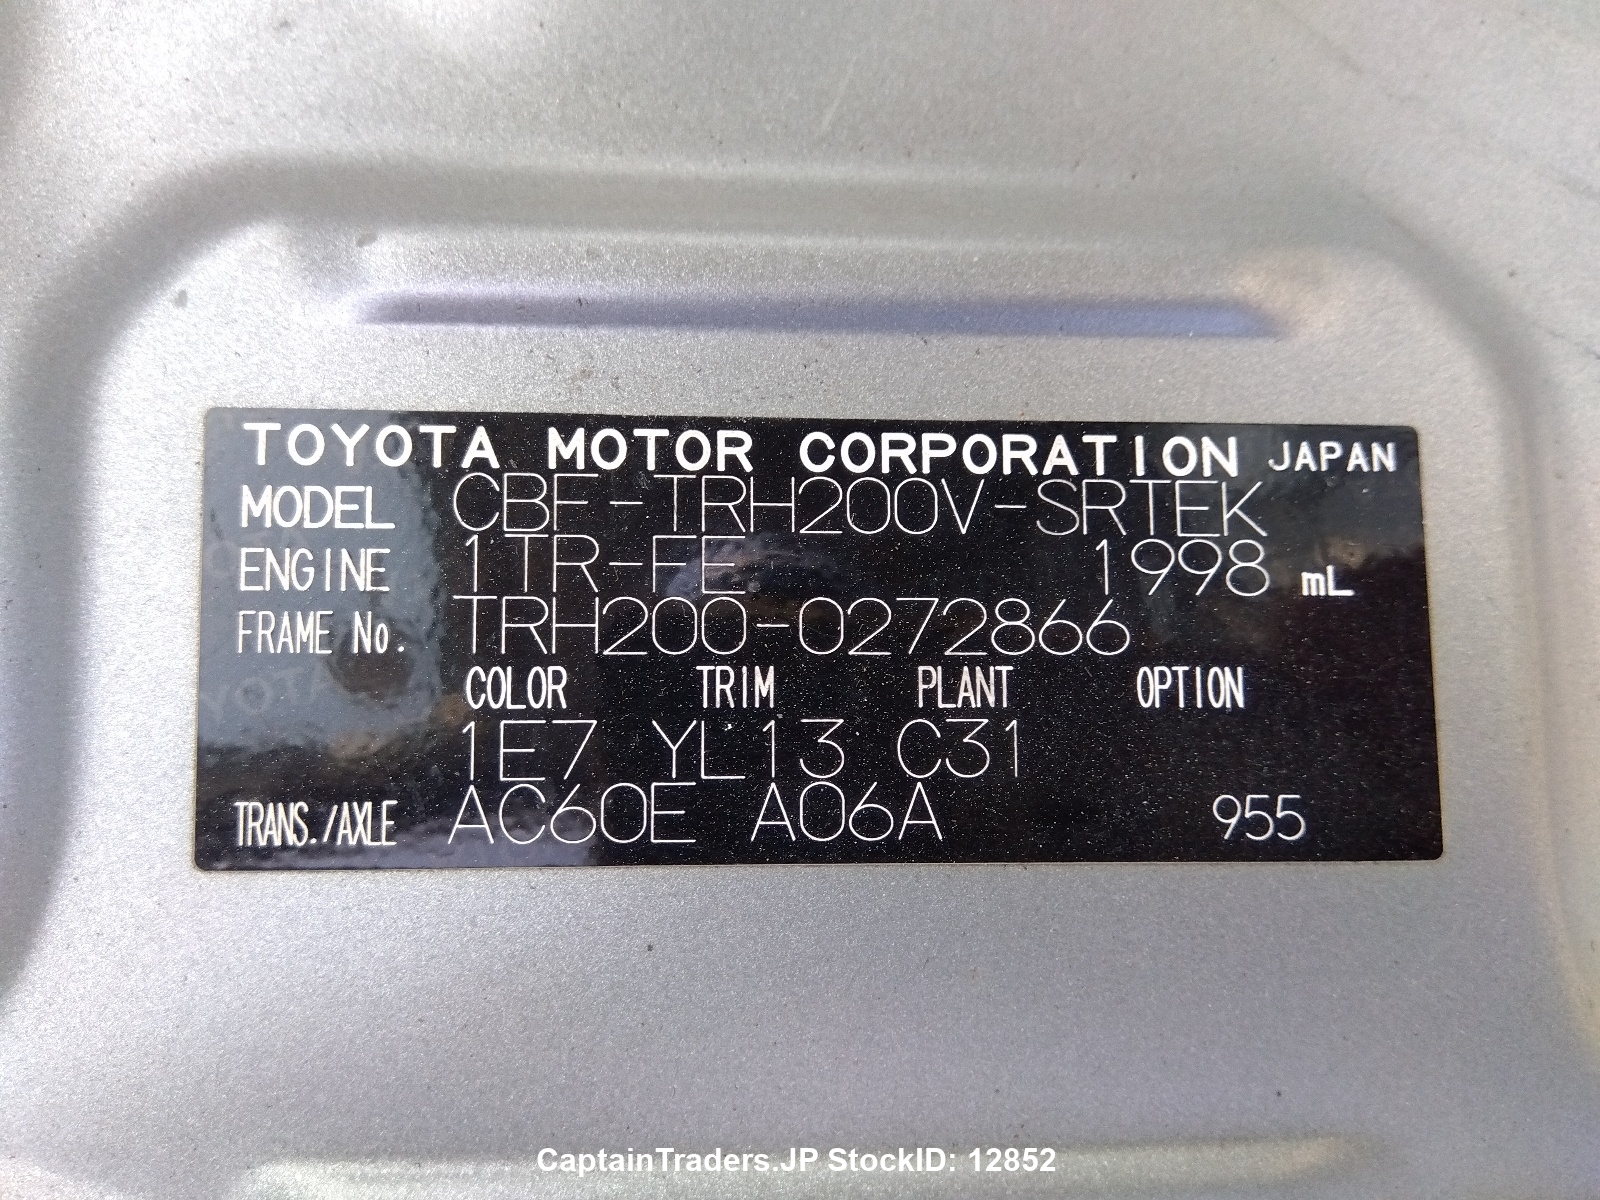 TOYOTA MOTOR CORPORATION JAPAN
MODEL CBF-TRH200V-SRTEK
ENGINE 1TR-FE 1998 mL
FRAME No. TRH200-0272866
COLOR TRIM PLANT OPTION
1E7 YL13 C31
TRANS./AXLE AC60E A06A 955
CaptainTraders.JP StockID: 12852